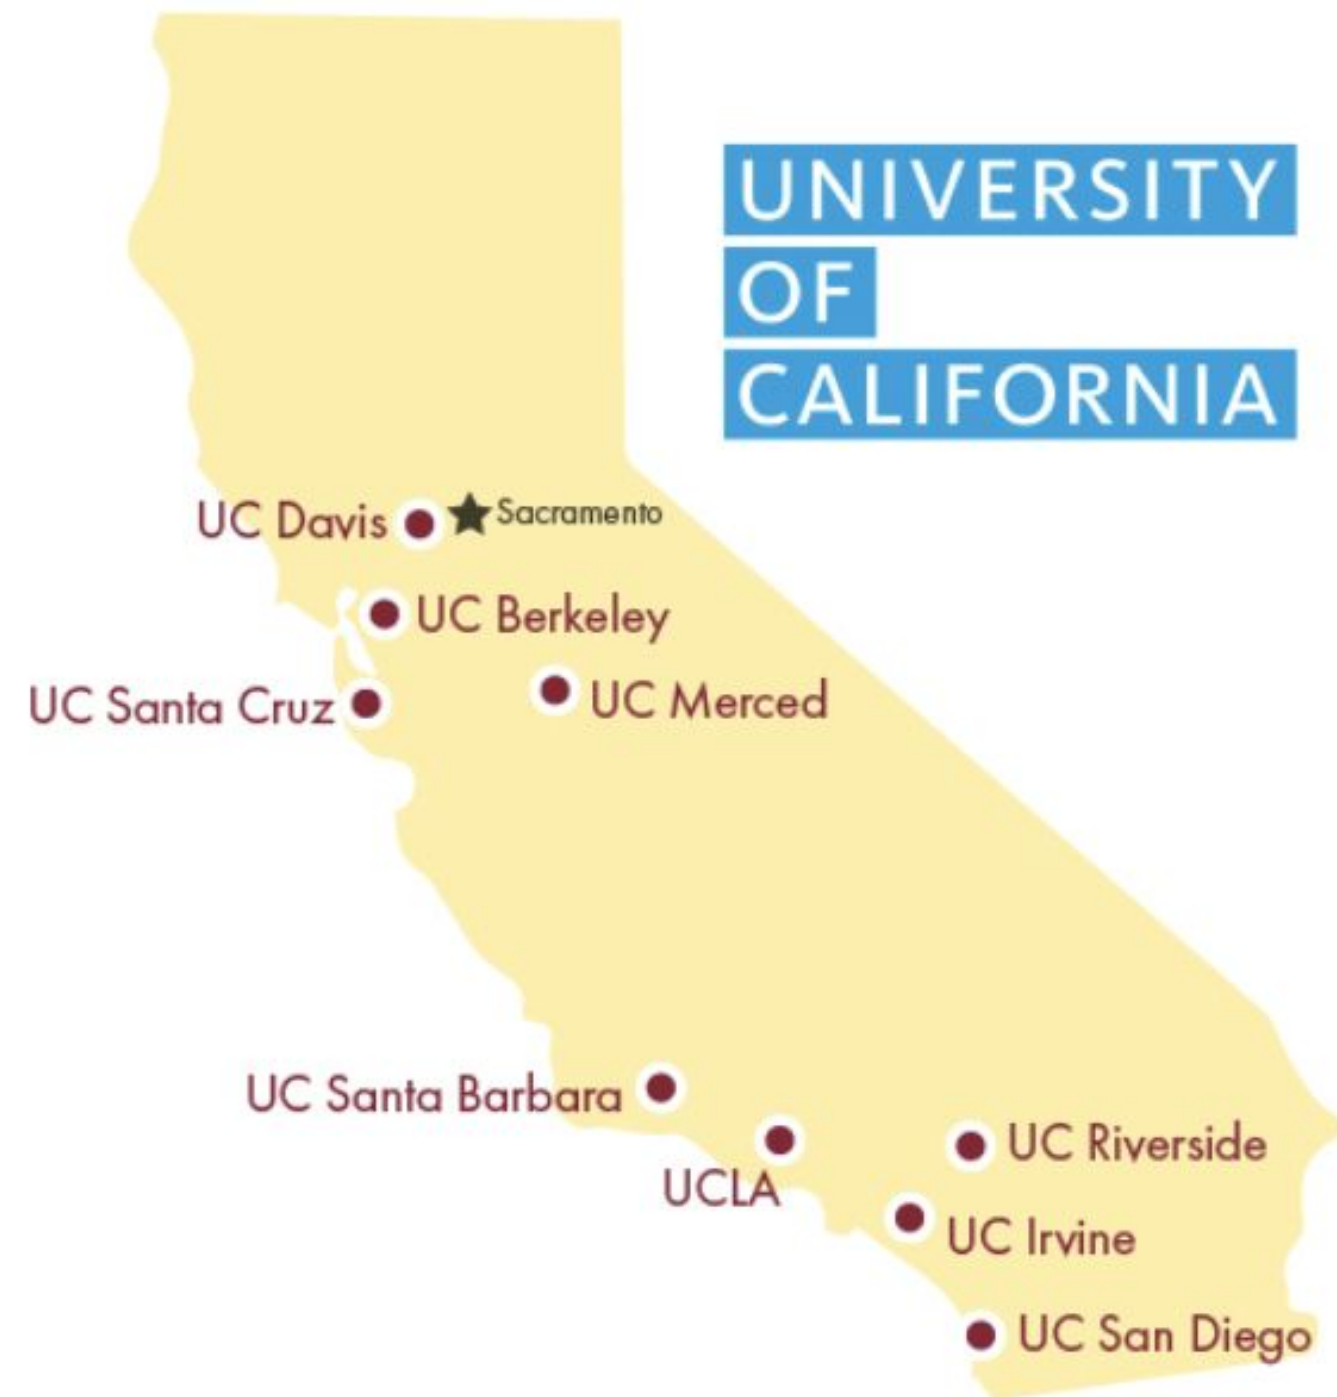 UNIVERSITY
OF
CALIFORNIA
UC Davis
Sacramento
UC Berkeley
UC Santa Cruz
UC Merced
UC Santa Barbara
UCLA
UC Riverside
UC Irvine
UC San Diego